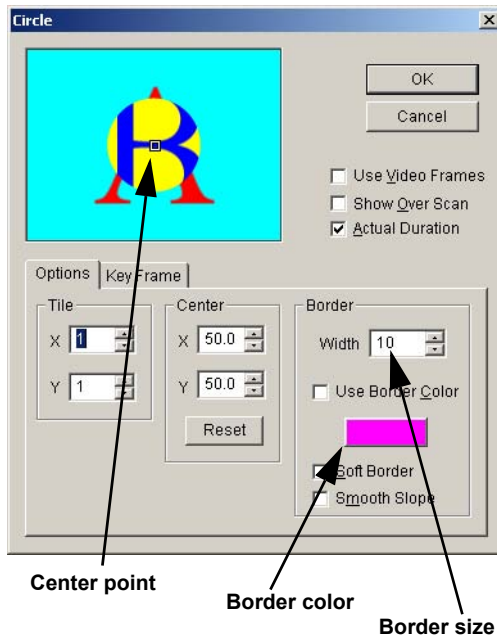 Circle
A
B
OK
Cancel
Use Video Frames
Show Over Scan
Actual Duration
Options
Key Frame
Tile
X 1
Y 1
Center
X 50.0
Y 50.0
Reset
Border
Width 10
Use Border Color
Soft Border
Smooth Slope
Center point
Border color
Border size